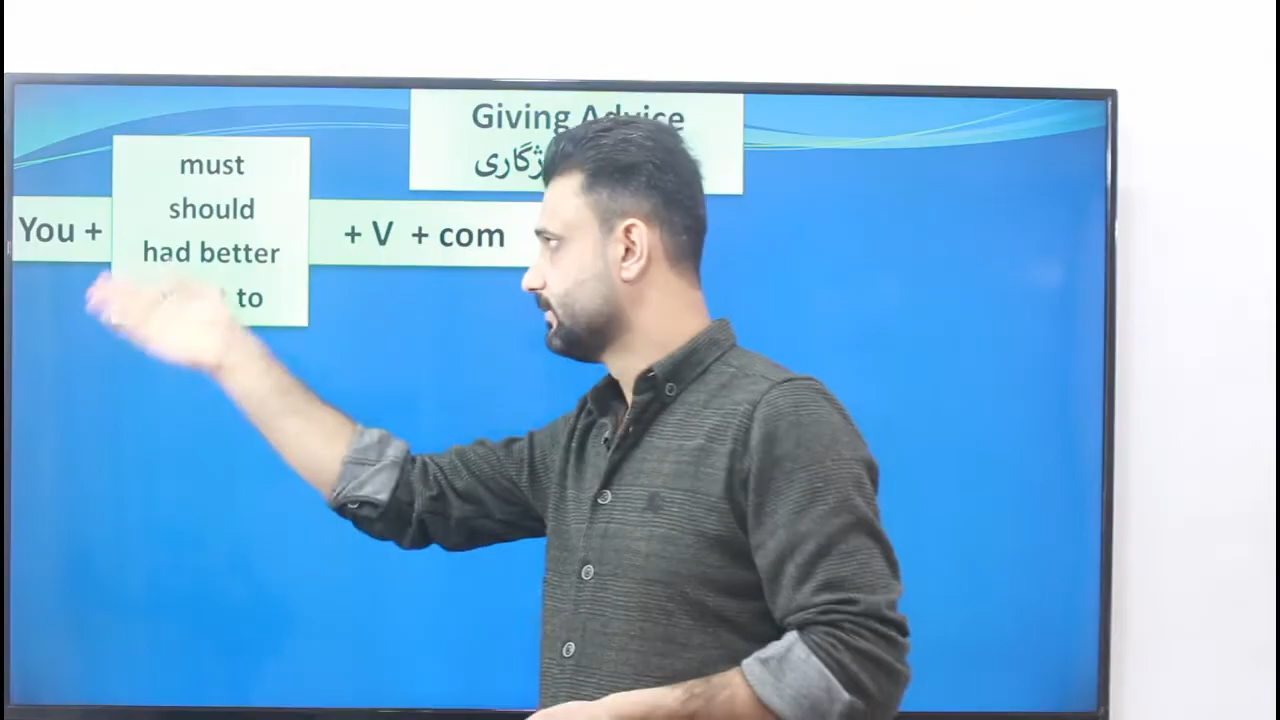 Giving Advice
must
should
You +
had better
+ V + com
to